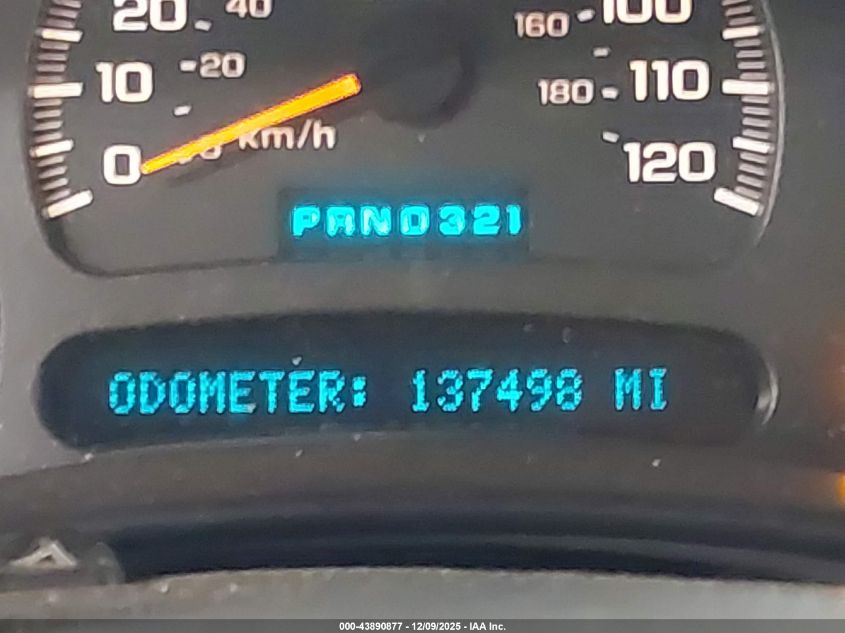 20 40 160 100
10 20 180 110
0 km/h 120
PRND321
ODOMETER: 137498 MI
000-43890877 - 12/09/2025 - IAA Inc.